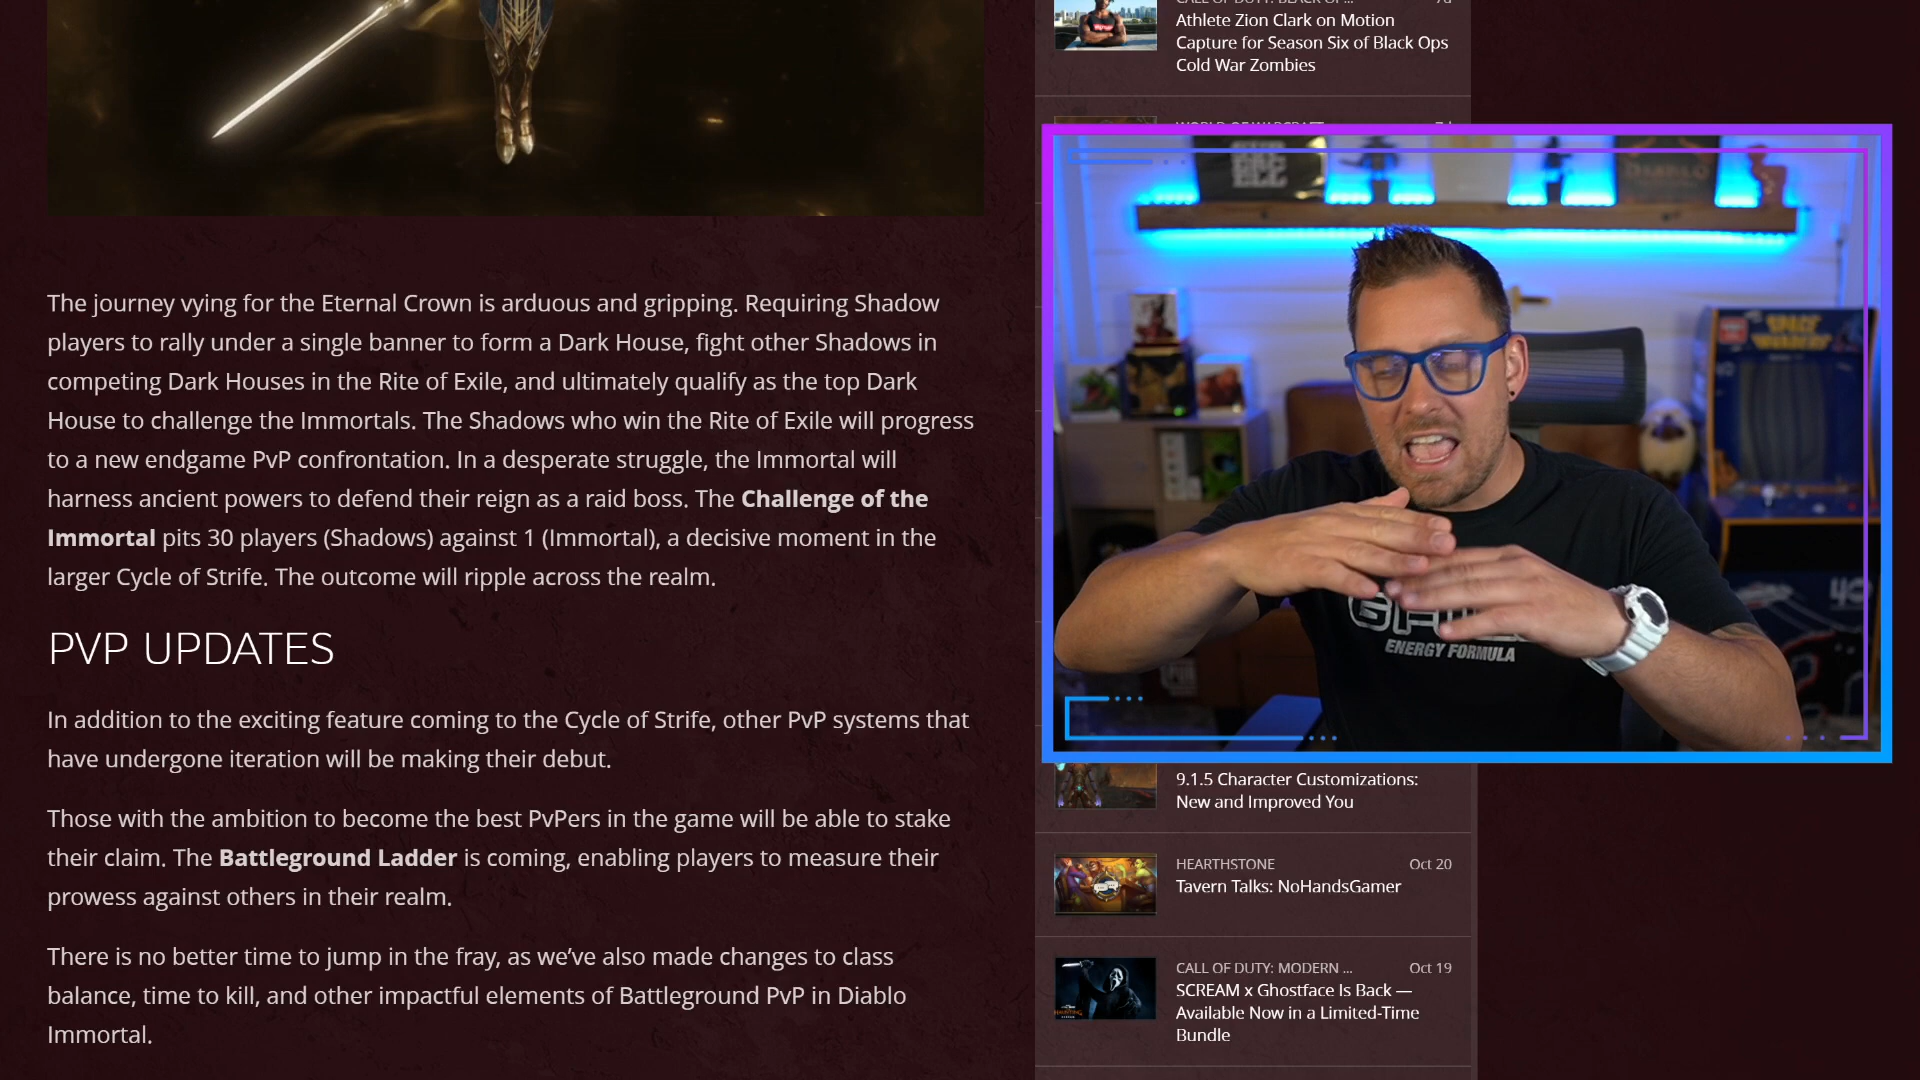 The journey vying for the Eternal Crown is arduous and gripping. Requiring Shadow
players to rally under a single banner to form a Dark House, fight other Shadows in
competing Dark Houses in the Rite of Exile, and ultimately qualify as the top Dark
House to challenge the Immortals. The Shadows who win the Rite of Exile will progress
to a new endgame PvP confrontation. In a desperate struggle, the Immortal will
harness ancient powers to defend their reign as a raid boss. The Challenge of the
Immortal pits 30 players (Shadows) against 1 (Immortal), a decisive moment in the
larger Cycle of Strife. The outcome will ripple across the realm.
PVP UPDATES
In addition to the exciting feature coming to the Cycle of Strife, other PvP systems that
have undergone iteration will be making their debut.
Those with the ambition to become the best PvPers in the game will be able to stake
their claim. The Battleground Ladder is coming, enabling players to measure their
prowess against others in their realm.
There is no better time to jump in the fray, as we’ve also made changes to class
balance, time to kill, and other impactful elements of Battleground PvP in Diablo
Immortal.
Athlete Zion Clark on Motion
Capture for Season Six of Black Ops
Cold War Zombies
SPACE
INVADERS
ENERGY FORMULA
9.1.5 Character Customizations:
New and Improved You
HEARTHSTONE Oct 20
Tavern Talks: NoHandsGamer
CALL OF DUTY: MODERN ... Oct 19
SCREAM x Ghostface Is Back —
Available Now in a Limited-Time
Bundle